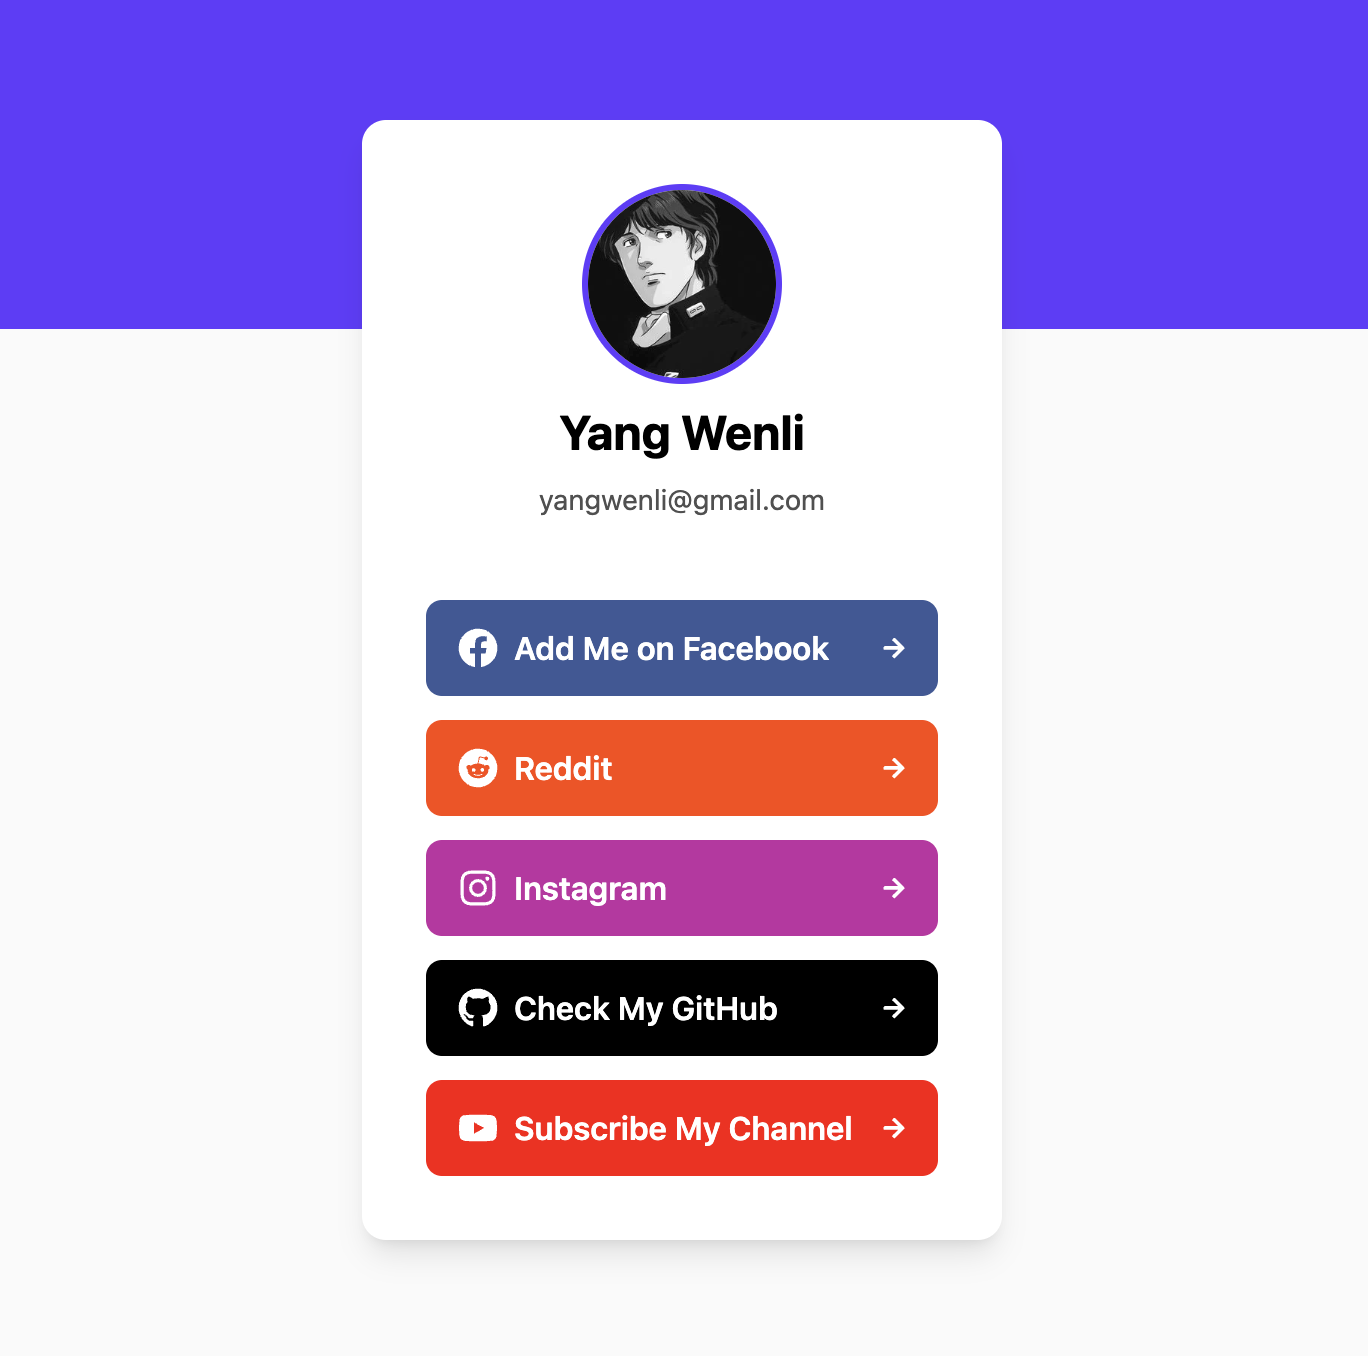 Yang Wenli
yangwenli@gmail.com
Add Me on Facebook
Reddit
Instagram
Check My GitHub
Subscribe My Channel